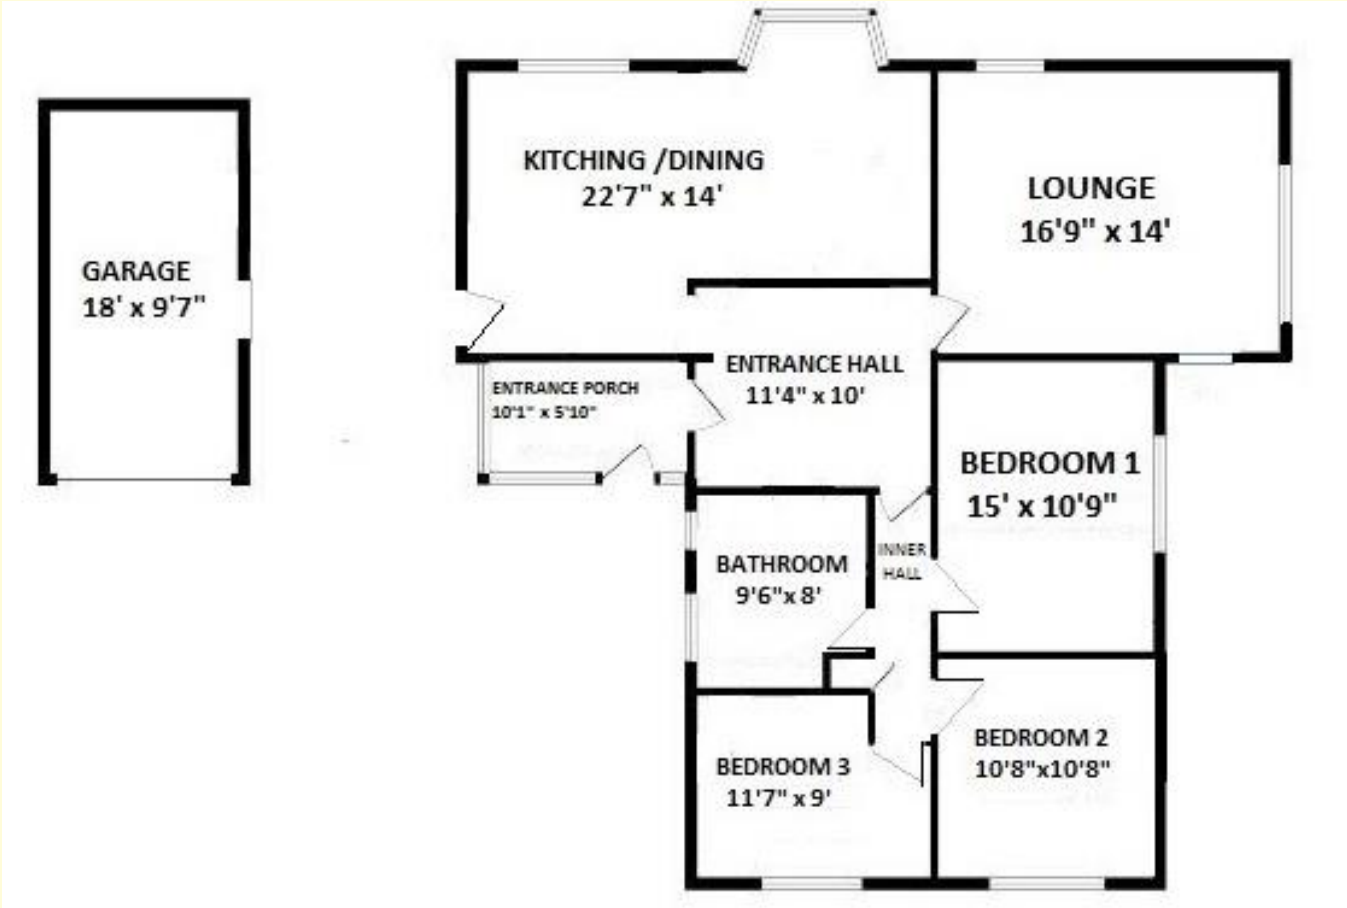 KITCHING /DINING
22'7" x 14'
LOUNGE
16'9" x 14'
GARAGE
18' x 9'7"
ENTRANCE PORCH
10'1" x 5'10"
ENTRANCE HALL
11'4" x 10'
BEDROOM 1
15' x 10'9"
BATHROOM
9'6"x 8'
INNER
HALL
BEDROOM 2
10'8"x10'8"
BEDROOM 3
11'7" x 9'